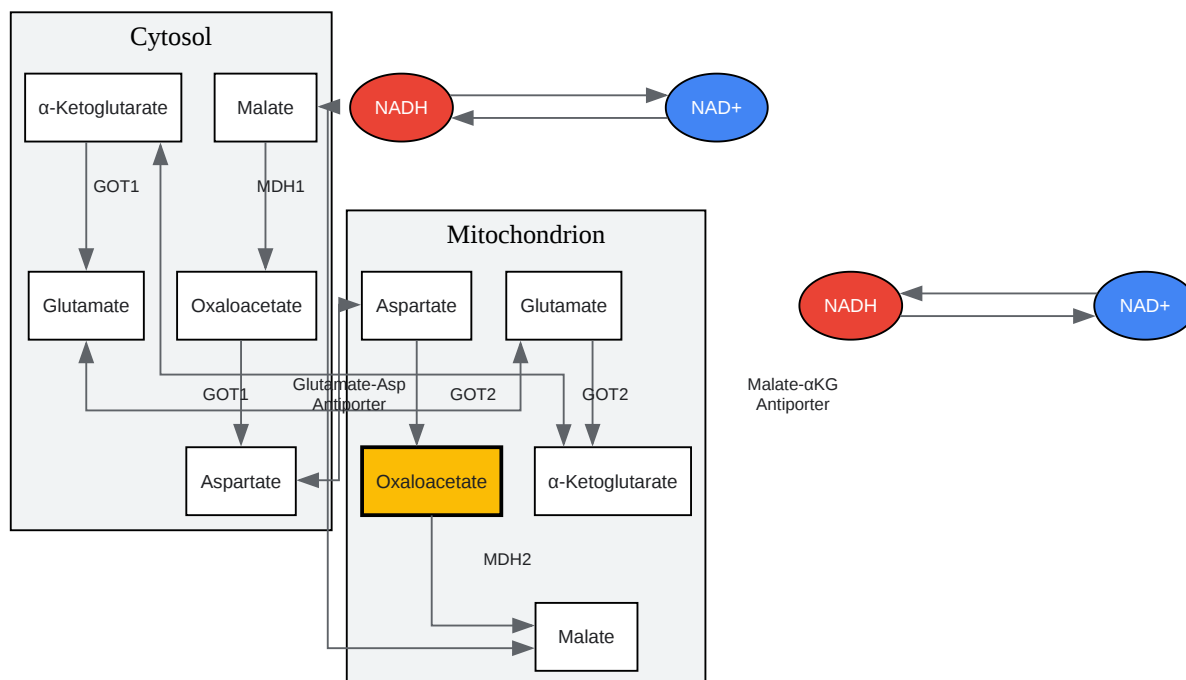 Cytosol
α-Ketoglutarate
Malate
NADH
NAD+
GOT1
MDH1
Mitochondrion
Glutamate
Oxaloacetate
Aspartate
Glutamate
NADH
NAD+
GOT1
Glutamate-Asp
Antiporter
GOT2
GOT2
Malate-αKG
Antiporter
Aspartate
Oxaloacetate
α-Ketoglutarate
MDH2
Malate